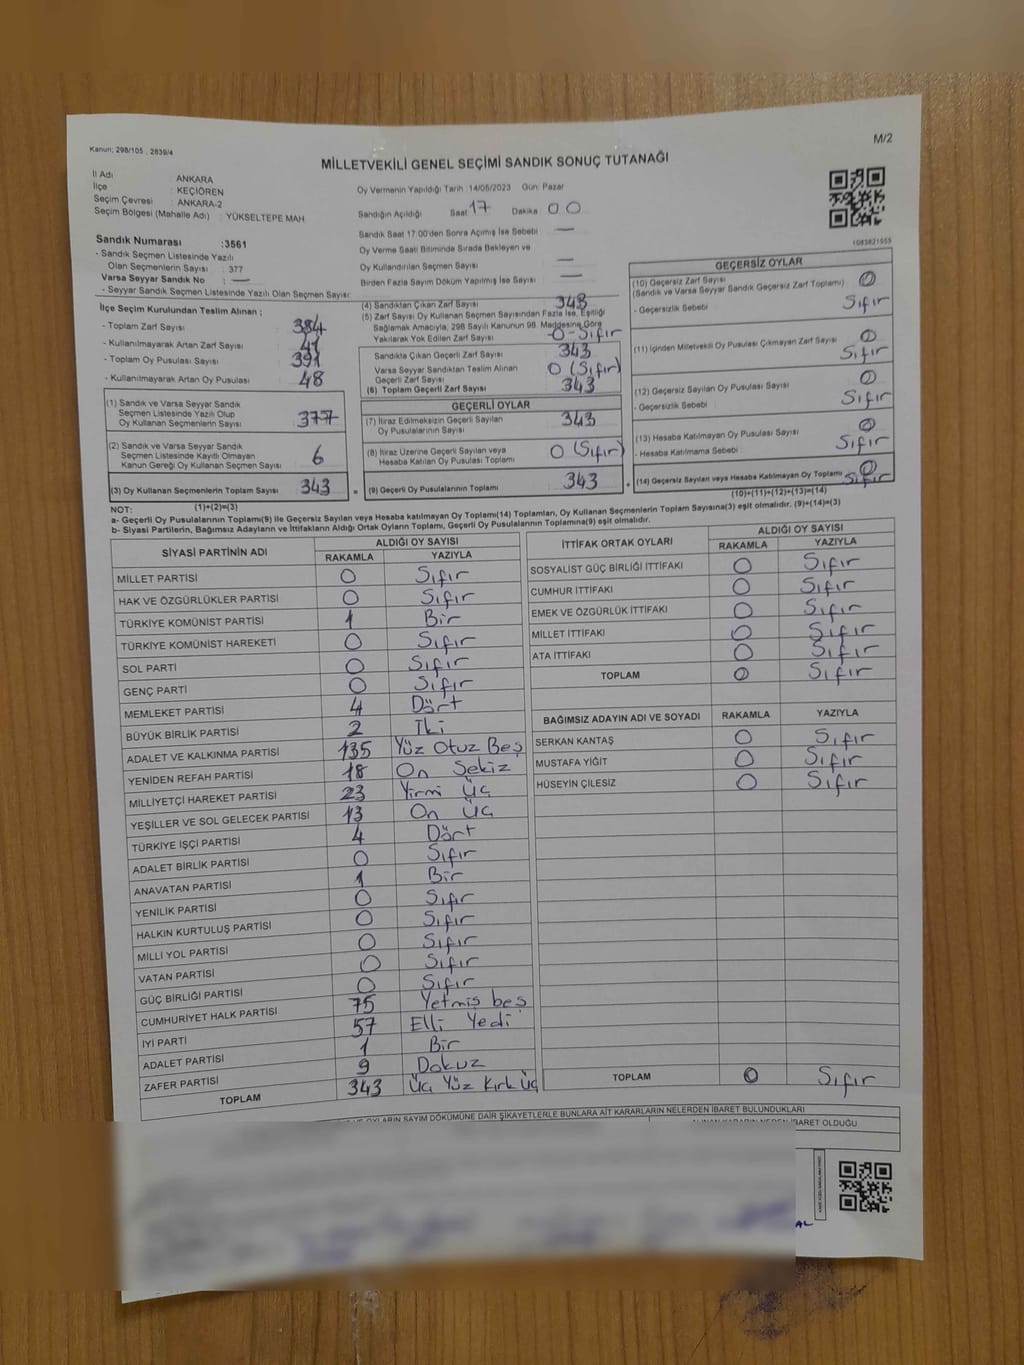 Kanun; 298/105 , 2839/4
M/2
MİLLETVEKİLİ GENEL SEÇİMİ SANDIK SONUÇ TUTANAĞI
İl Adı : ANKARA
İlçe : KEÇİÖREN
Seçim Çevresi : ANKARA-2
Seçim Bölgesi (Mahalle Adı) : YÜKSELTEPE MAH
Sandık Numarası :3561
- Sandık Seçmen Listesinde Yazılı
Olan Seçmenlerin Sayısı : 377
Varsa Seyyar Sandık No : —
- Seyyar Sandık Seçmen Listesinde Yazılı Olan Seçmen Sayısı:
Oy Vermenin Yapıldığı Tarih :14/05/2023 Gün: Pazar
Sandığın Açıldığı Saat 17 Dakika 00
Sandık Saat 17:00'den Sonra Açımış İse Sebebi : —
Oy Verme Saati Bitiminde Sırada Bekleyen ve
Oy Kullandırılan Seçmen Sayısı : —
Birden Fazla Sayım Döküm Yapılmış İse Sayısı : —
1083821555
İlçe Seçim Kurulundan Teslim Alınan ;
- Toplam Zarf Sayısı : 384
- Kullanılmayarak Artan Zarf Sayısı : 41
- Toplam Oy Pusulası Sayısı : 391
- Kullanılmayarak Artan Oy Pusulası : 48
(1) Sandık ve Varsa Seyyar Sandık
Seçmen Listesinde Yazılı Olup
Oy Kullanan Seçmen Sayısı : 377
(2) Sandık ve Varsa Seyyar Sandık
Seçmen Listesinde Kayıtlı Olmayan
Kanun Gereği Oy Kullanan Seçmen Sayısı : 6
(3) Oy Kullanan Seçmenlerin Toplam Sayısı : 343
(4) Sandıktan Çıkan Zarf Sayısı : 343
(5) Zarf Sayısı Oy Kullanan Seçmen Sayısından Fazla İse, Eşitliği
Sağlamak Amacıyla, 298 Sayılı Kanunun 98. Maddesine Göre
Yakılarak Yok Edilen Zarf Sayısı : -0- Sıfır
Sandıkta Çıkan Geçerli Zarf Sayısı : 343
Varsa Seyyar Sandıktan Teslim Alınan
Geçerli Zarf Sayısı : 0 (Sıfır)
(6) Toplam Geçerli Zarf Sayısı : 343
GEÇERLİ OYLAR
(7) İtiraz Edilmeksizin Geçerli Sayılan
Oy Pusulalarının Sayısı : 343
(8) İtiraz Üzerine Geçerli Sayılan veya
Hesaba Katılan Oy Pusulası Toplamı : 0 (Sıfır)
(9) Geçerli Oy Pusulalarının Toplamı : 343
GEÇERSİZ OYLAR
(10) Geçersiz Zarf Sayısı : 0
(Sandık ve Varsa Seyyar Sandık Geçersiz Zarf Toplamı)
- Geçersizlik Sebebi : Sıfır
(11) İçinden Milletvekili Oy Pusulası Çıkmayan Zarf Sayısı : 0
Sıfır
(12) Geçersiz Sayılan Oy Pusulası Sayısı : 0
- Geçersizlik Sebebi : Sıfır
(13) Hesaba Katılmayan Oy Pusulası Sayısı : 0
- Hesaba Katılmama Sebebi : Sıfır
(14) Geçersiz Sayılan veya Hesaba Katılmayan Oy Toplamı : 0
Sıfır
NOT: (1)+(2)=(3) (10)+(11)+(12)+(13)=(14)
a- Geçerli Oy Pusulalarının Toplamı(9) ile Geçersiz Sayılan veya Hesaba katılmayan Oy Toplamı(14) Toplamları, Oy Kullanan Seçmenlerin Toplam Sayısına(3) eşit olmalıdır. (9)+(14)=(3)
b- Siyasi Partilerin, Bağımsız Adayların ve İttifakların Aldığı Ortak Oyların Toplamı, Geçerli Oy Pusulalarının Toplamına(9) eşit olmalıdır.
SİYASİ PARTİNİN ADI ALDIĞI OY SAYISI
RAKAMLA YAZIYLA
MİLLET PARTİSİ 0 Sıfır
HAK VE ÖZGÜRLÜKLER PARTİSİ 0 Sıfır
TÜRKİYE KOMÜNİST PARTİSİ 1 Bir
TÜRKİYE KOMÜNİST HAREKETİ 0 Sıfır
SOL PARTİ 0 Sıfır
GENÇ PARTİ 0 Sıfır
MEMLEKET PARTİSİ 4 Dört
BÜYÜK BİRLİK PARTİSİ 2 İki
ADALET VE KALKINMA PARTİSİ 135 Yüz Otuz Beş
YENİDEN REFAH PARTİSİ 18 On Sekiz
MİLLİYETÇİ HAREKET PARTİSİ 23 Yirmi Üç
YEŞİLLER VE SOL GELECEK PARTİSİ 13 On Üç
TÜRKİYE İŞÇİ PARTİSİ 4 Dört
ADALET BİRLİK PARTİSİ 0 Sıfır
ANAVATAN PARTİSİ 1 Bir
YENİLİK PARTİSİ 0 Sıfır
HALKIN KURTULUŞ PARTİSİ 0 Sıfır
MİLLİ YOL PARTİSİ 0 Sıfır
VATAN PARTİSİ 0 Sıfır
GÜÇ BİRLİĞİ PARTİSİ 0 Sıfır
CUMHURİYET HALK PARTİSİ 75 Yetmiş beş
İYİ PARTİ 57 Elli Yedi
ADALET PARTİSİ 1 Bir
ZAFER PARTİSİ 9 Dokuz
TOPLAM 343 Üç Yüz Kırk üç
İTTİFAK ORTAK OYLARI ALDIĞI OY SAYISI
RAKAMLA YAZIYLA
SOSYALİST GÜÇ BİRLİĞİ İTTİFAKI 0 Sıfır
CUMHUR İTTİFAKI 0 Sıfır
EMEK VE ÖZGÜRLÜK İTTİFAKI 0 Sıfır
MİLLET İTTİFAKI 0 Sıfır
ATA İTTİFAKI 0 Sıfır
TOPLAM 0 Sıfır
BAĞIMSIZ ADAYIN ADI VE SOYADI RAKAMLA YAZIYLA
SERKAN KANTAŞ 0 Sıfır
MUSTAFA YİĞİT 0 Sıfır
HÜSEYİN ÇİLESİZ 0 Sıfır
TOPLAM 0 Sıfır
OYLARIN SAYIM DÖKÜMÜNE DAİR ŞİKAYETLERLE BUNLARA AİT KARARLARIN NELERDEN İBARET BULUNDUKLARI
ALINAN KARARIN NEDEN İBARET OLDUĞU